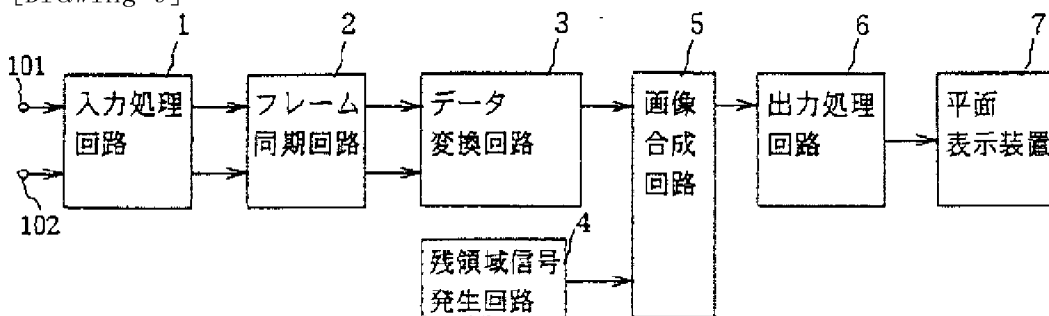 1
2
3
5
6
7
101
入力処理
回路
フレーム
同期回路
データ
変換回路
画像
合成
回路
出力処理
回路
平面
表示装置
102
4
残領域信号
発生回路